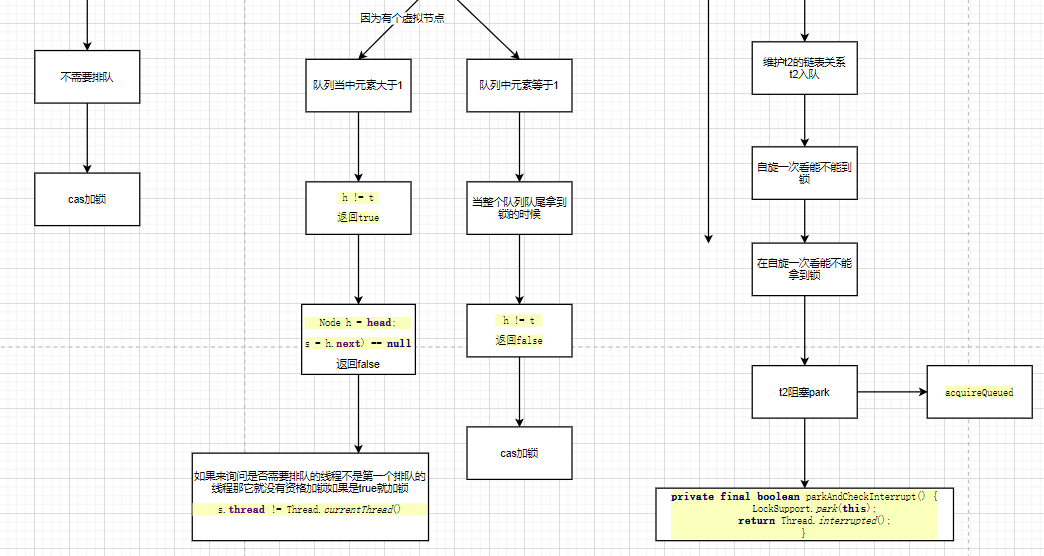 因为有个虚拟节点
不需要排队
cas加锁
队列当中元素大于1
h != t
返回true
Node h = head;
s = h.next) == null
返回false
如果来询问是否需要排队的线程不是第一个排队的
线程那它就没有资格加锁如果是true就加锁
s.thread != Thread.currentThread()
队列中元素等于1
当整个队列队尾拿到
锁的时候
h != t
返回false
cas加锁
维护t2的链表关系
t2入队
自旋一次看能不能到
锁
在自旋一次看能不能
拿到锁
t2阻塞park
acquireQueued
private final boolean parkAndCheckInterrupt() {
LockSupport.park(this);
return Thread.interrupted();
}